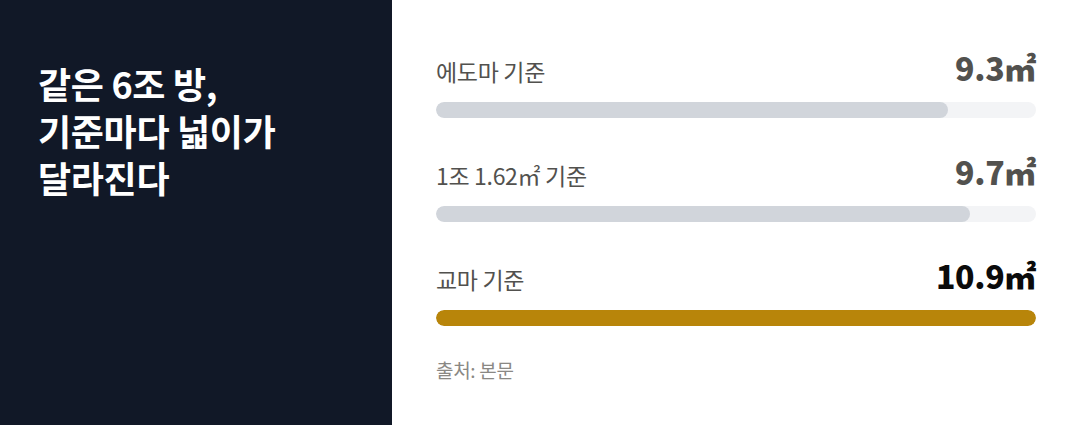 같은 6조 방,
기준마다 넓이가
달라진다
에도마 기준
9.3㎡
1조 1.62㎡ 기준
9.7㎡
교마 기준
10.9㎡
출처: 본문